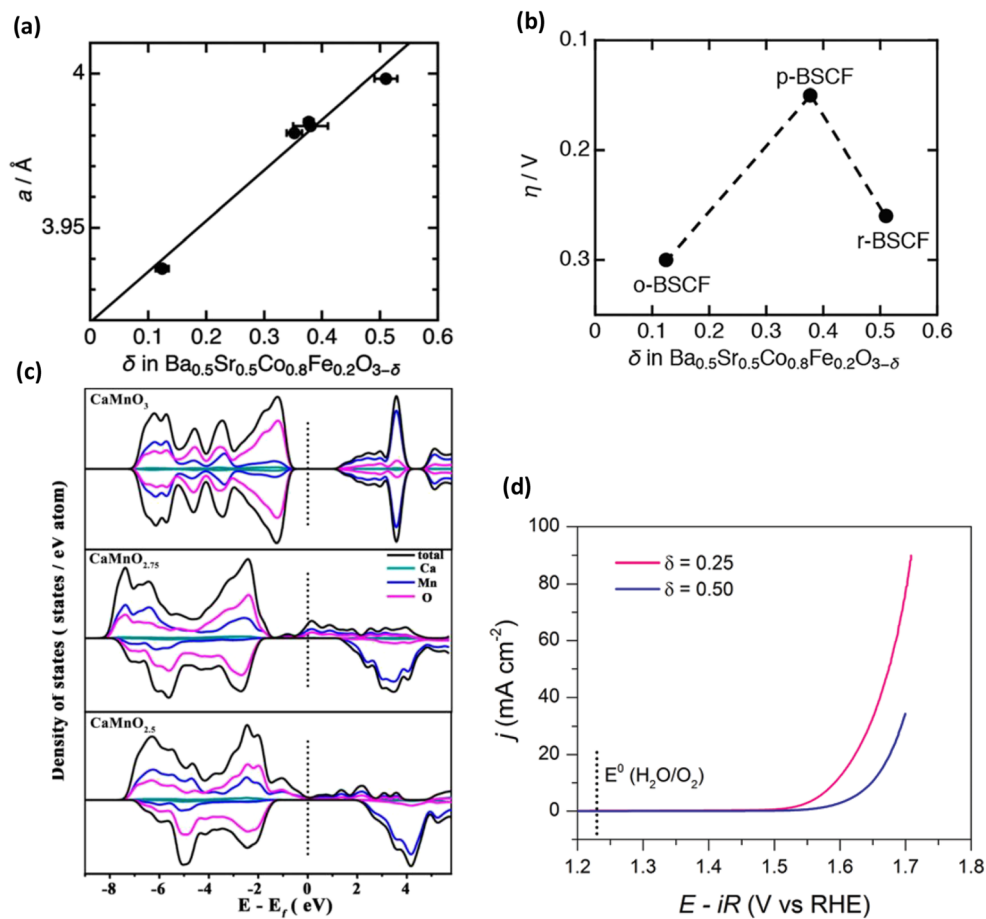 (a)
4
3.95
a / Å
0 0.1 0.2 0.3 0.4 0.5 0.6
δ in Ba₀.₅Sr₀.₅Co₀.₈Fe₀.₂O₃₋δ
(b)
0.1
0.2
0.3
η / V
p-BSCF
r-BSCF
o-BSCF
0 0.1 0.2 0.3 0.4 0.5 0.6
δ in Ba₀.₅Sr₀.₅Co₀.₈Fe₀.₂O₃₋δ
(c)
Density of states ( states / eV atom)
CaMnO₃
CaMnO₂.₇₅
total
Ca
Mn
O
CaMnO₂.₅
-8 -6 -4 -2 0 2 4
E - E_f ( eV)
(d)
100
80
60
40
20
0
j (mA cm⁻²)
δ = 0.25
δ = 0.50
E⁰ (H₂O/O₂)
1.2 1.3 1.4 1.5 1.6 1.7 1.8
E - iR (V vs RHE)